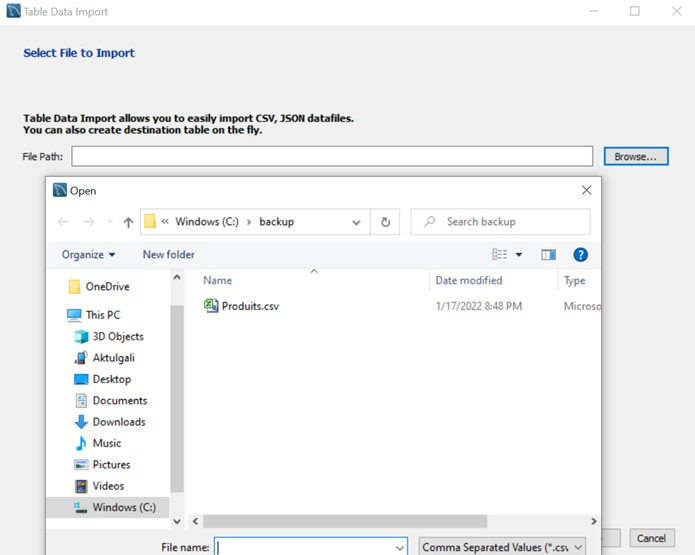 Table Data Import
Select File to Import
Table Data Import allows you to easily import CSV, JSON datafiles.
You can also create destination table on the fly.
File Path:
Browse...
Open
« Windows (C:) › backup
Search backup
Organize
New folder
Name
Date modified
Type
OneDrive
Produits.csv
1/17/2022 8:48 PM
Microso
This PC
3D Objects
Aktulgali
Desktop
Documents
Downloads
Music
Pictures
Videos
Windows (C:)
File name:
Comma Separated Values (*.csv
Cancel